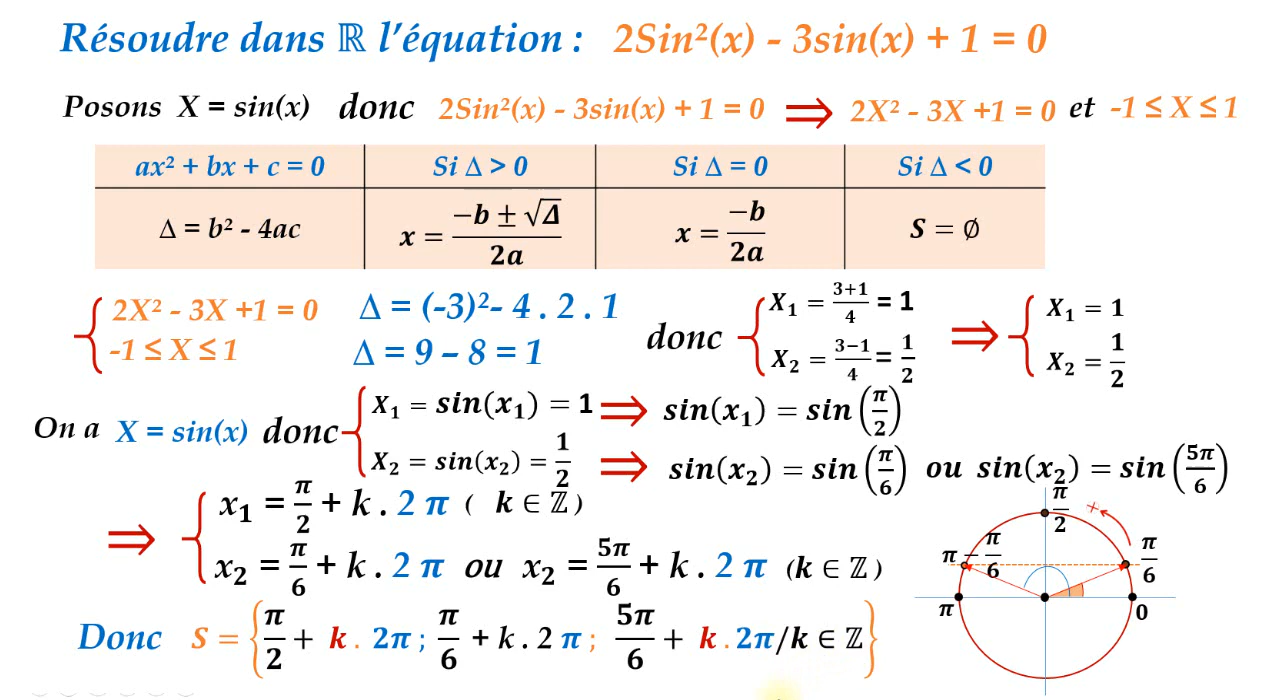 Résoudre dans ℝ l'équation : 2Sin²(x) - 3sin(x) + 1 = 0
Posons X = sin(x) donc 2Sin²(x) - 3sin(x) + 1 = 0 ⟹ 2X² - 3X +1 = 0 et -1 ≤ X ≤ 1
ax² + bx + c = 0 Si Δ > 0 Si Δ = 0 Si Δ < 0
Δ = b² - 4ac x = (−b ± √Δ)/2a x = −b/2a S = ∅
2X² - 3X +1 = 0 Δ = (-3)²- 4 . 2 . 1 donc X₁ = (3+1)/4 = 1 ⟹ X₁ = 1
-1 ≤ X ≤ 1 Δ = 9 – 8 = 1 X₂ = (3−1)/4 = 1/2 X₂ = 1/2
On a X = sin(x) donc X₁ = sin(x₁) = 1 ⟹ sin(x₁) = sin(π/2)
X₂ = sin(x₂) = 1/2 ⟹ sin(x₂) = sin(π/6) ou sin(x₂) = sin(5π/6)
⟹ x₁ = π/2 + k . 2 π ( k ∈ ℤ )
x₂ = π/6 + k . 2 π ou x₂ = 5π/6 + k . 2 π (k ∈ ℤ )
Donc S = {π/2 + k . 2π ; π/6 + k . 2 π ; 5π/6 + k . 2π/k ∈ ℤ}
π/2
+
π − π/6
π/6
π
0